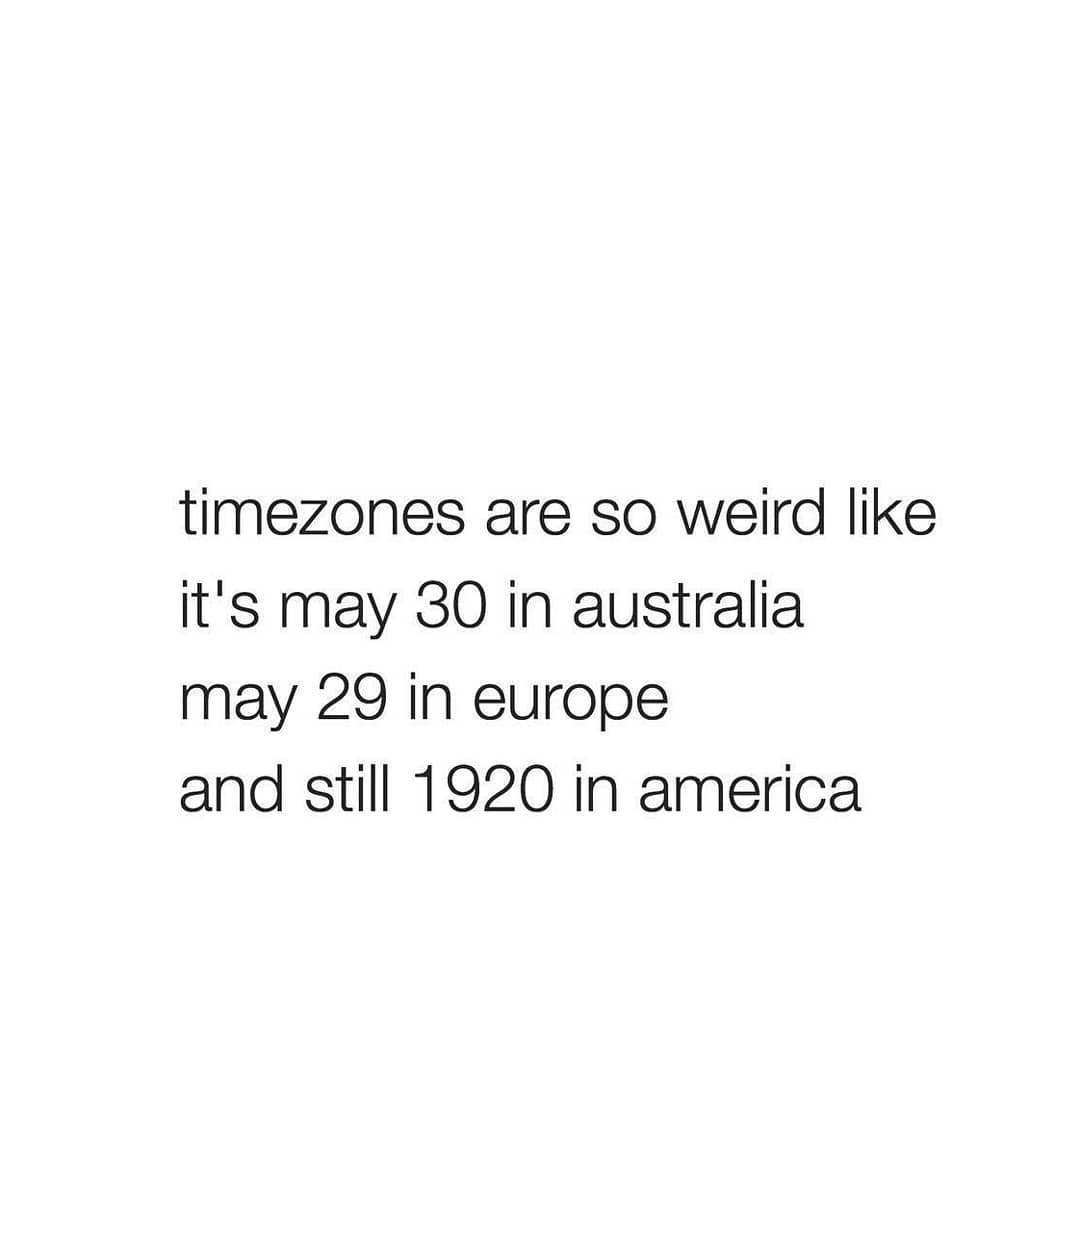 timezones are so weird like
it's may 30 in australia
may 29 in europe
and still 1920 in america